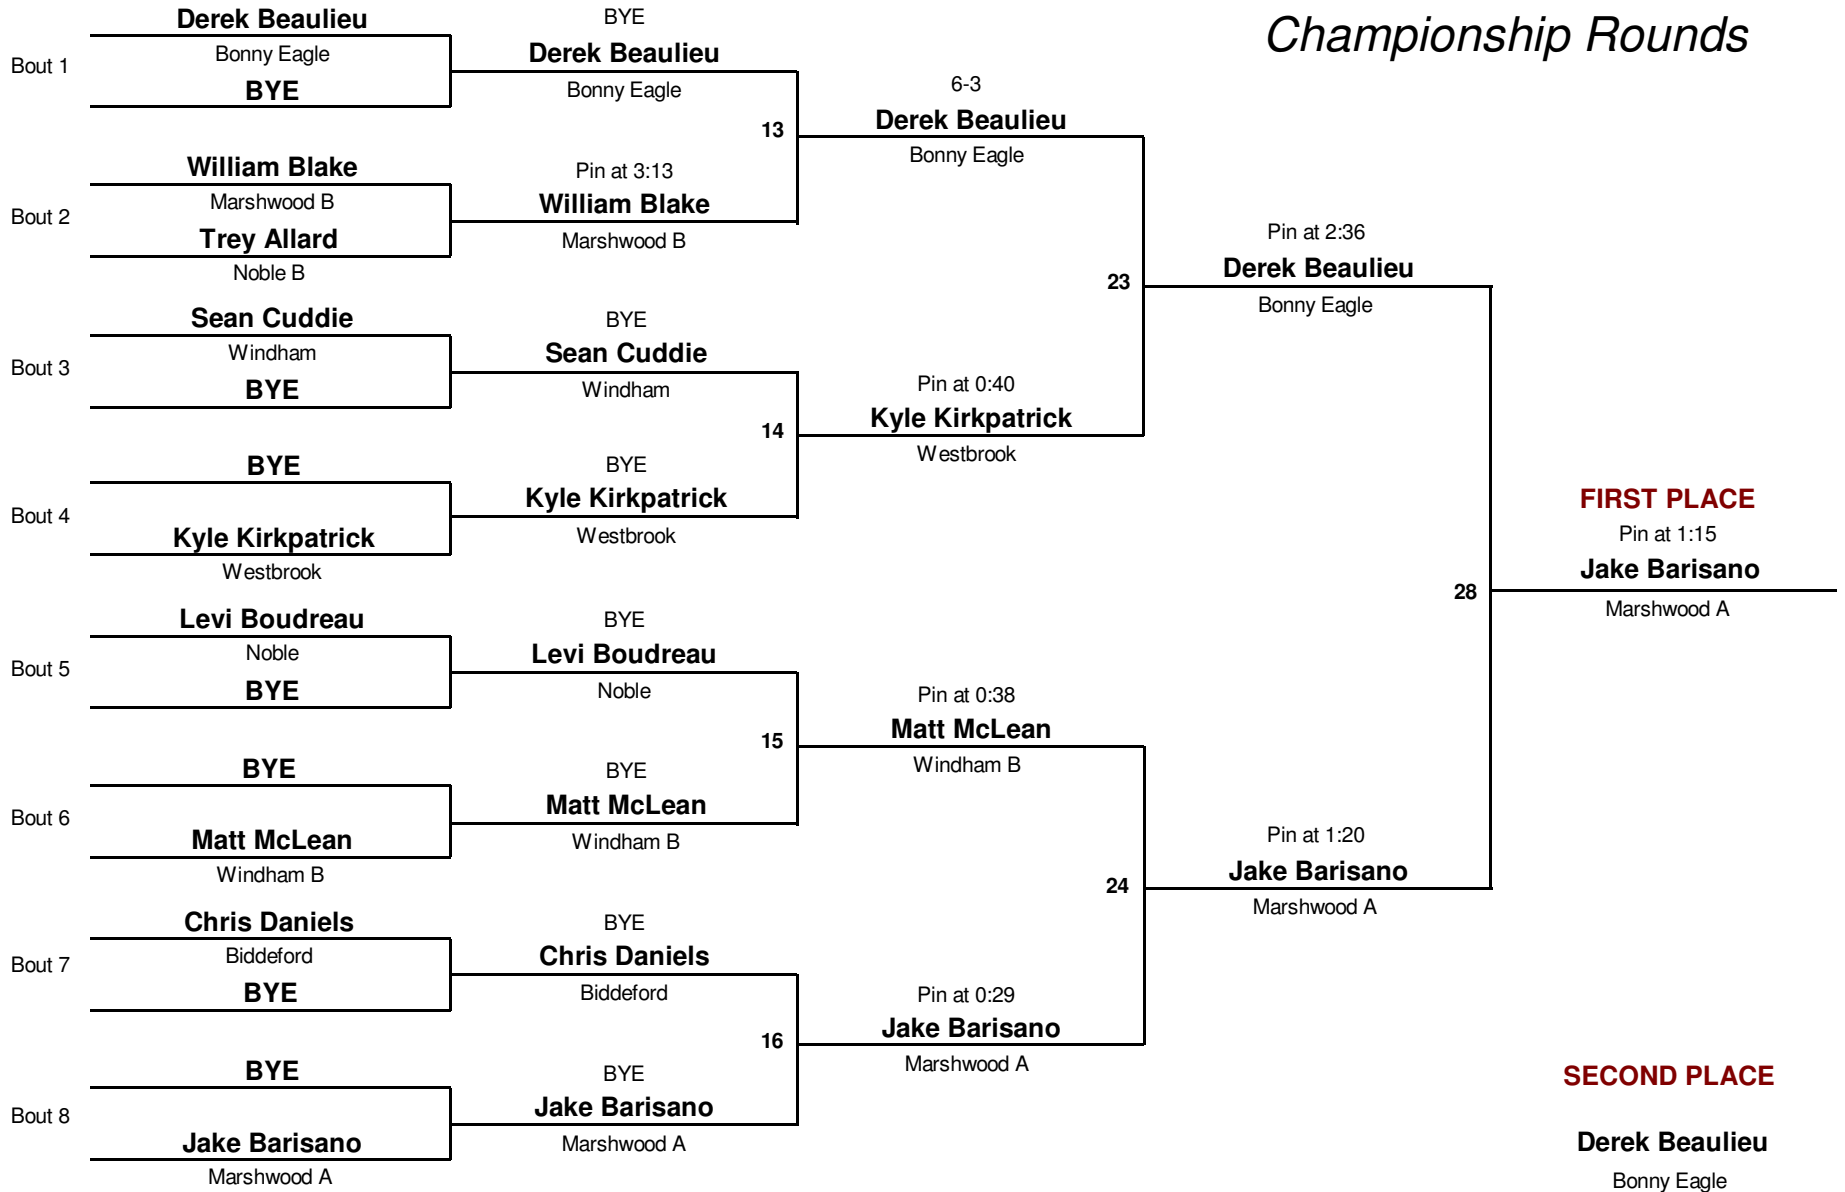 Championship Rounds
Bout 1
Derek Beaulieu
Bonny Eagle
BYE
Bout 2
William Blake
Marshwood B
Trey Allard
Noble B
Bout 3
Sean Cuddie
Windham
BYE
Bout 4
BYE
Kyle Kirkpatrick
Westbrook
Bout 5
Levi Boudreau
Noble
BYE
Bout 6
BYE
Matt McLean
Windham B
Bout 7
Chris Daniels
Biddeford
BYE
Bout 8
BYE
Jake Barisano
Marshwood A
BYE
Derek Beaulieu
Bonny Eagle
13
Pin at 3:13
William Blake
Marshwood B
BYE
Sean Cuddie
Windham
14
BYE
Kyle Kirkpatrick
Westbrook
BYE
Levi Boudreau
Noble
15
BYE
Matt McLean
Windham B
BYE
Chris Daniels
Biddeford
16
BYE
Jake Barisano
Marshwood A
6-3
Derek Beaulieu
Bonny Eagle
23
Pin at 0:40
Kyle Kirkpatrick
Westbrook
Pin at 0:38
Matt McLean
Windham B
24
Pin at 0:29
Jake Barisano
Marshwood A
Pin at 2:36
Derek Beaulieu
Bonny Eagle
28
Pin at 1:20
Jake Barisano
Marshwood A
FIRST PLACE
Pin at 1:15
Jake Barisano
Marshwood A
SECOND PLACE
Derek Beaulieu
Bonny Eagle